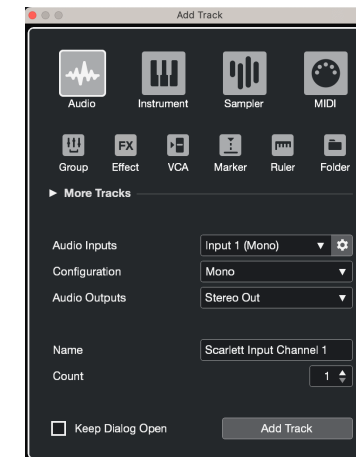 Add Track
Audio Instrument Sampler MIDI
FX
Group Effect VCA Marker Ruler Folder
▶ More Tracks
Audio Inputs Input 1 (Mono)
Configuration Mono
Audio Outputs Stereo Out
Name Scarlett Input Channel 1
Count 1
Keep Dialog Open Add Track